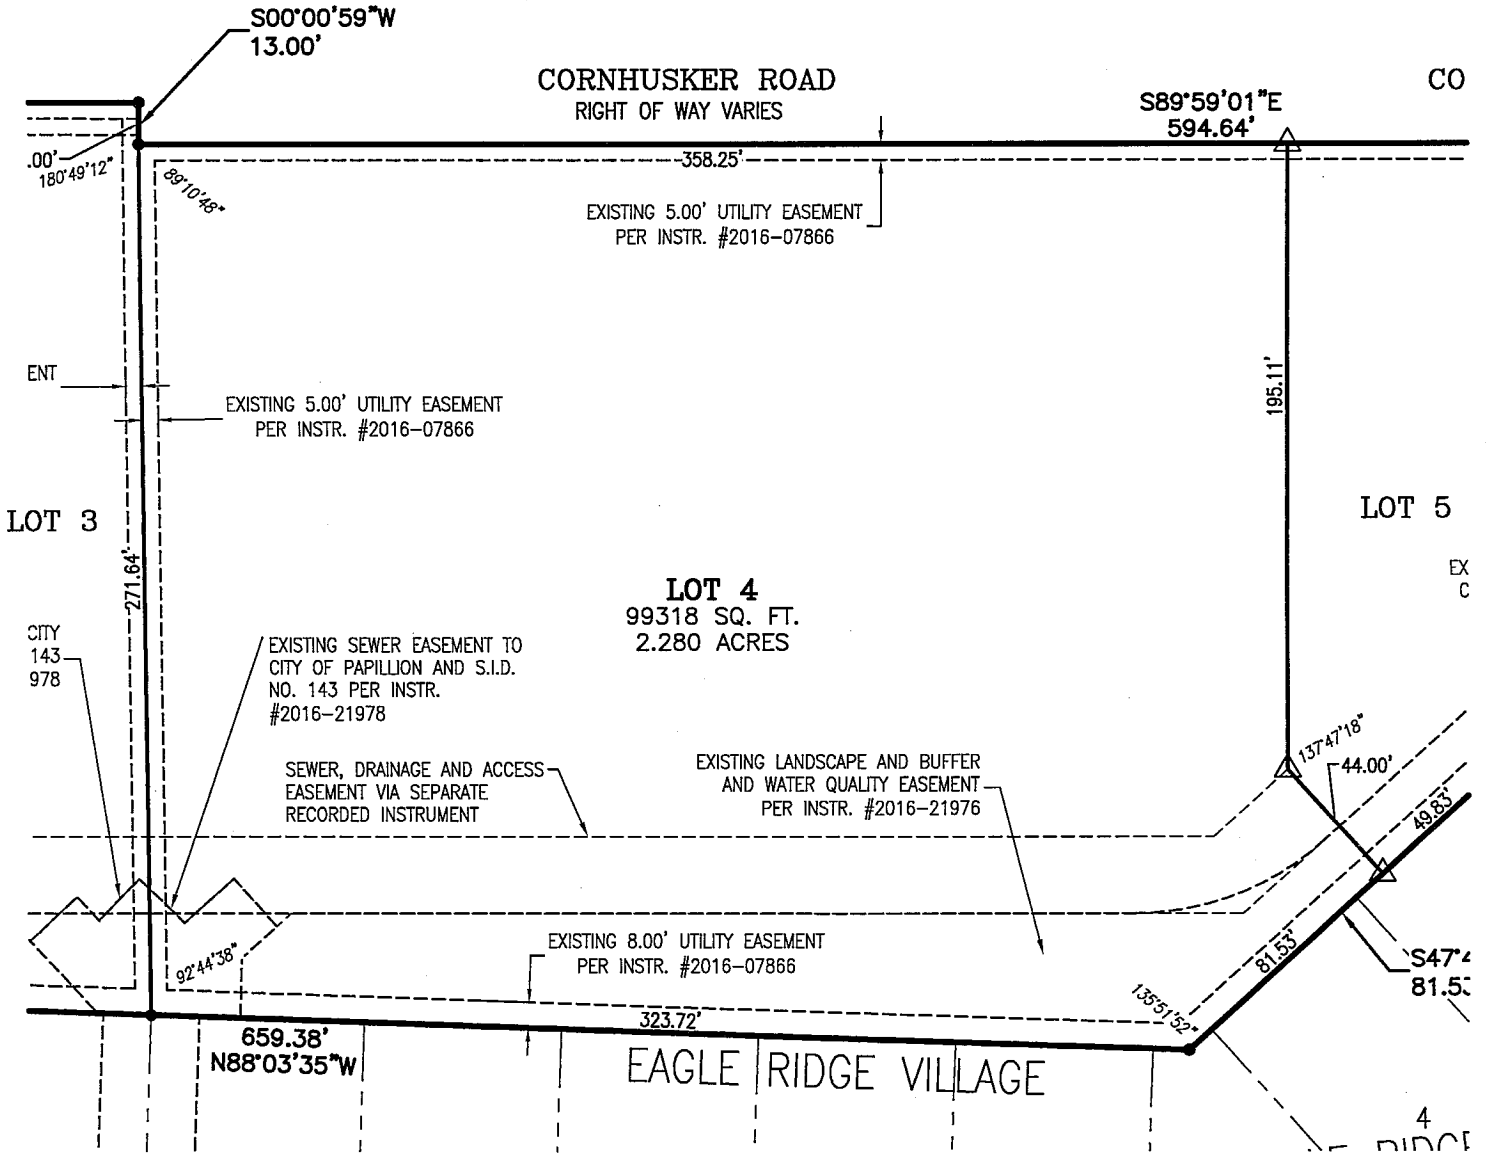 S00°00'59"W
13.00'
CORNHUSKER ROAD
RIGHT OF WAY VARIES
S89°59'01"E
594.64'
CO
.00'
180°49'12"
89°10'48"
358.25'
EXISTING 5.00' UTILITY EASEMENT
PER INSTR. #2016-07866
ENT
EXISTING 5.00' UTILITY EASEMENT
PER INSTR. #2016-07866
195.11'
LOT 3
LOT 5
271.64'
EX
C
LOT 4
99318 SQ. FT.
2.280 ACRES
CITY
143
978
EXISTING SEWER EASEMENT TO
CITY OF PAPILLION AND S.I.D.
NO. 143 PER INSTR.
#2016-21978
SEWER, DRAINAGE AND ACCESS
EASEMENT VIA SEPARATE
RECORDED INSTRUMENT
EXISTING LANDSCAPE AND BUFFER
AND WATER QUALITY EASEMENT
PER INSTR. #2016-21976
137°47'18"
44.00'
49.83'
92°44'38"
EXISTING 8.00' UTILITY EASEMENT
PER INSTR. #2016-07866
81.53'
S47°4
81.53
135°51'52"
323.72'
659.38'
N88°03'35"W
EAGLE RIDGE VILLAGE
4